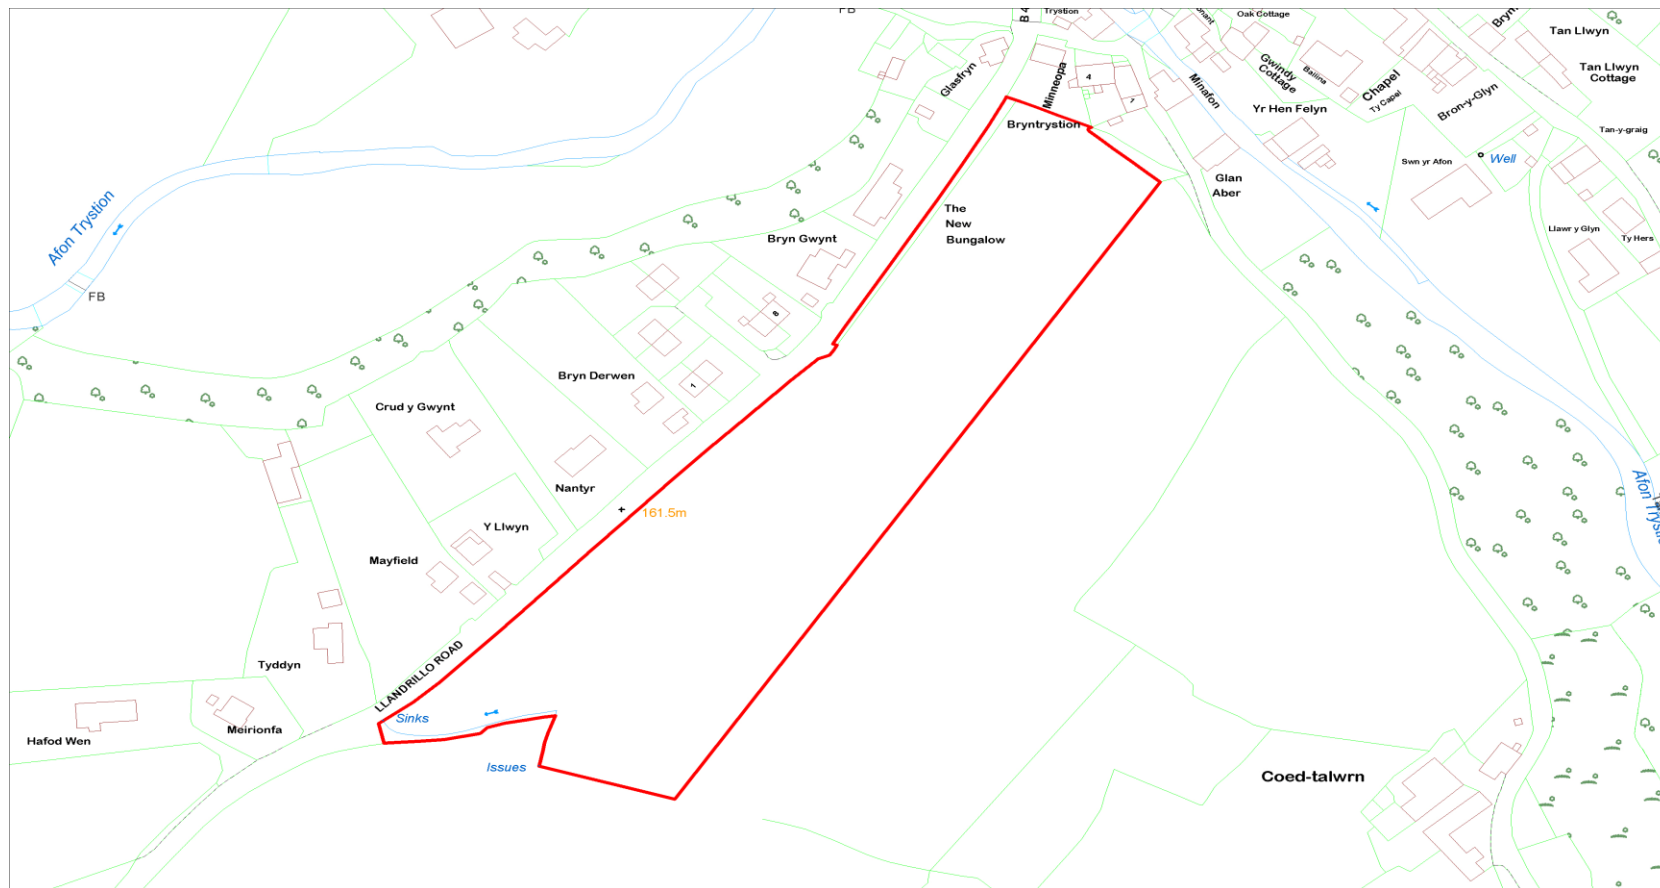 FB
B4
Trystion
Oak Cottage
Tan Llwyn
Tan Llwyn
Cottage
Glasfryn
Minneopa
4
1
Minafon
Gwindy
Cottage
Ballina
Chapel
Ty Capel
Yr Hen Felyn
Bron-y-Glyn
Bryntrystion
Tan-y-graig
Swn yr Afon
Well
Glan
Aber
The
New
Bungalow
Afon Trystion
Bryn Gwynt
Llawr y Glyn
Ty Hers
FB
8
Bryn Derwen
1
Crud y Gwynt
Nantyr
161.5m
Y Llwyn
Mayfield
Afon Trystion
Tyddyn
LLANDRILLO ROAD
Sinks
Meirionfa
Hafod Wen
Issues
Coed-talwrn